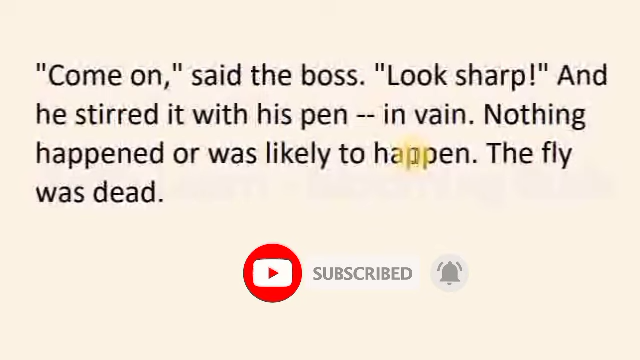 "Come on," said the boss. "Look sharp!" And
he stirred it with his pen -- in vain. Nothing
happened or was likely to happen. The fly
was dead.
SUBSCRIBED